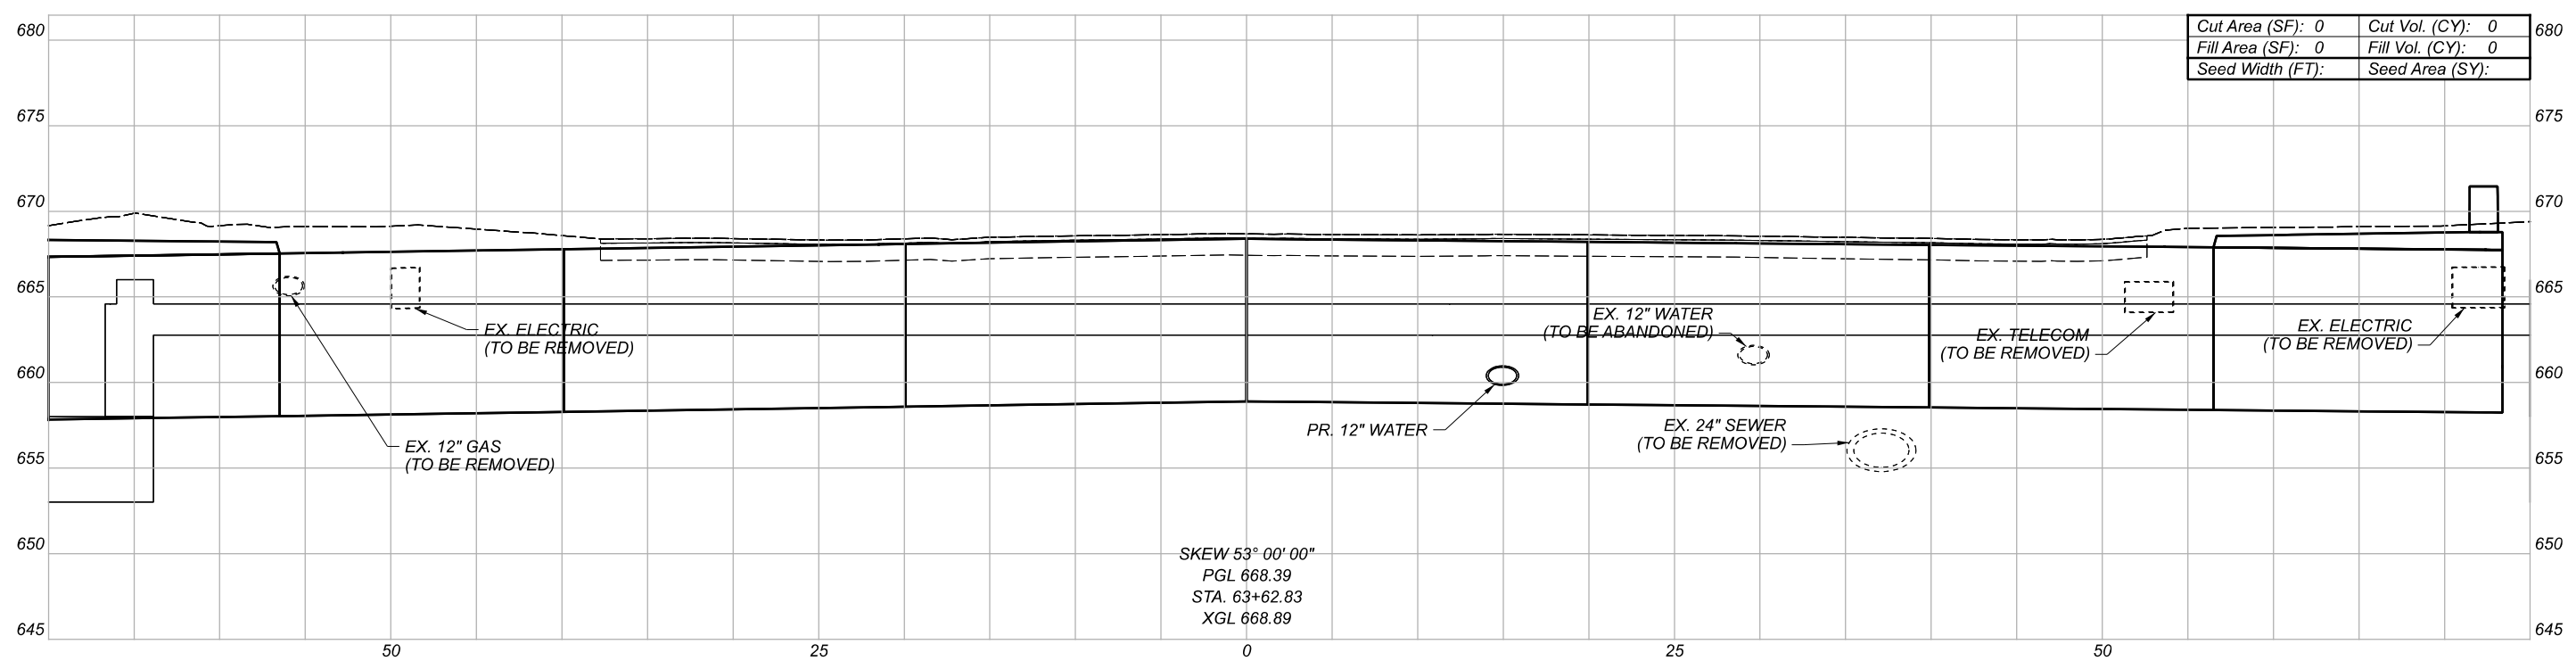 680
675
670
665
660
655
650
645
Cut Area (SF): 0 Cut Vol. (CY): 0
Fill Area (SF): 0 Fill Vol. (CY): 0
Seed Width (FT): Seed Area (SY):
680
675
670
665
660
655
650
645
EX. ELECTRIC
(TO BE REMOVED)
EX. 12" GAS
(TO BE REMOVED)
EX. 12" WATER
(TO BE ABANDONED)
PR. 12" WATER
EX. 24" SEWER
(TO BE REMOVED)
EX. TELECOM
(TO BE REMOVED)
EX. ELECTRIC
(TO BE REMOVED)
SKEW 53° 00' 00"
PGL 668.39
STA. 63+62.83
XGL 668.89
50 25 0 25 50